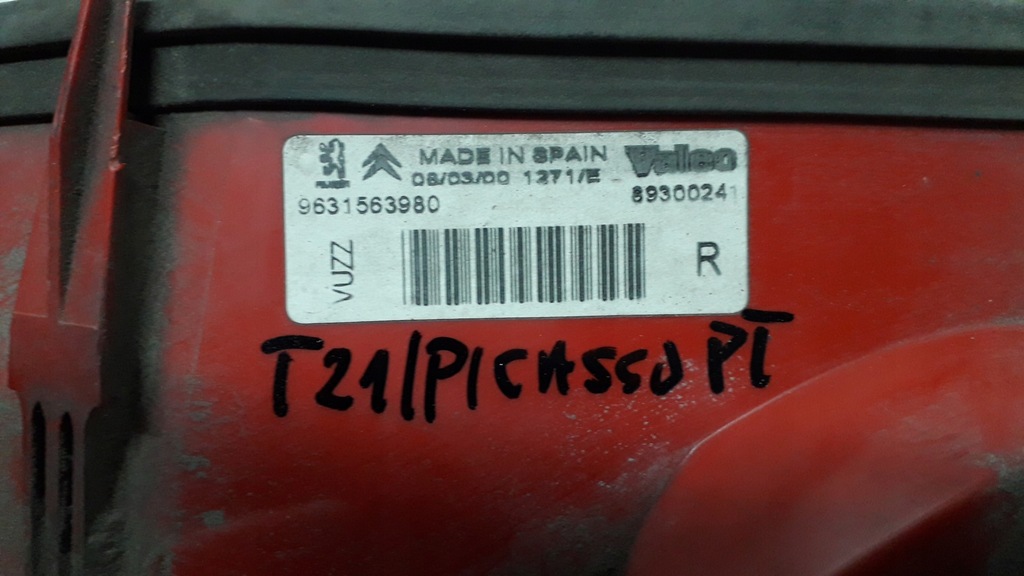 MADE IN SPAIN Valeo
08/03/00 1271/E
9631563980 89300241
VUZZ R
T21/PICASSO PT